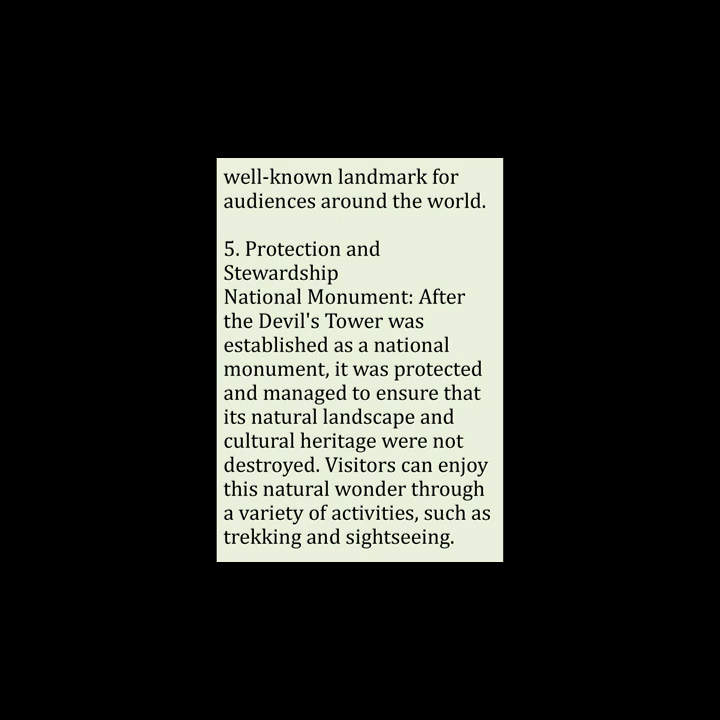 well-known landmark for
audiences around the world.
5. Protection and
Stewardship
National Monument: After
the Devil's Tower was
established as a national
monument, it was protected
and managed to ensure that
its natural landscape and
cultural heritage were not
destroyed. Visitors can enjoy
this natural wonder through
a variety of activities, such as
trekking and sightseeing.